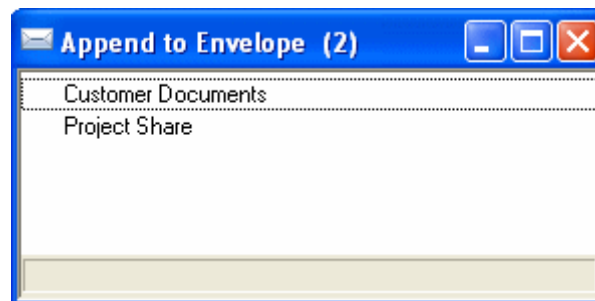 Append to Envelope (2)
Customer Documents
Project Share